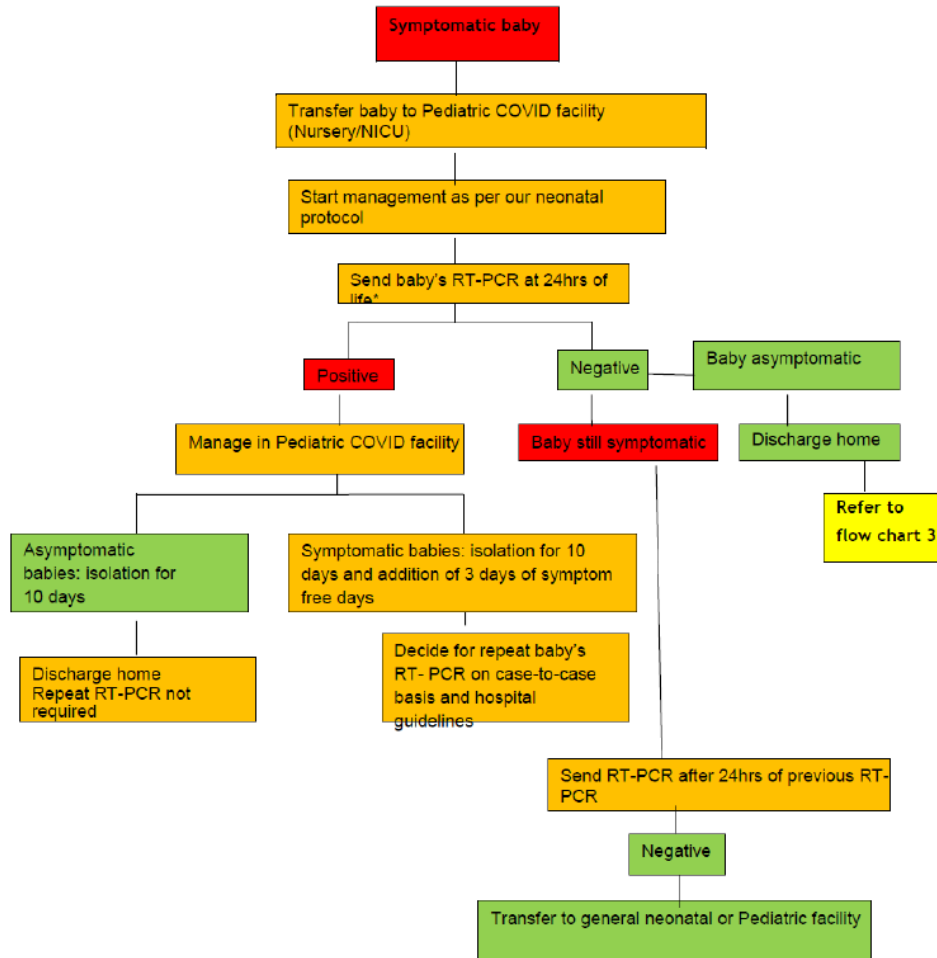 Symptomatic baby
Transfer baby to Pediatric COVID facility
(Nursery/NICU)
Start management as per our neonatal
protocol
Send baby's RT-PCR at 24hrs of
life*
Positive
Negative
Baby asymptomatic
Manage in Pediatric COVID facility
Baby still symptomatic
Discharge home
Refer to
flow chart 3
Asymptomatic
babies: isolation for
10 days
Symptomatic babies: isolation for 10
days and addition of 3 days of symptom
free days
Discharge home
Repeat RT-PCR not
required
Decide for repeat baby's
RT- PCR on case-to-case
basis and hospital
guidelines
Send RT-PCR after 24hrs of previous RT-
PCR
Negative
Transfer to general neonatal or Pediatric facility